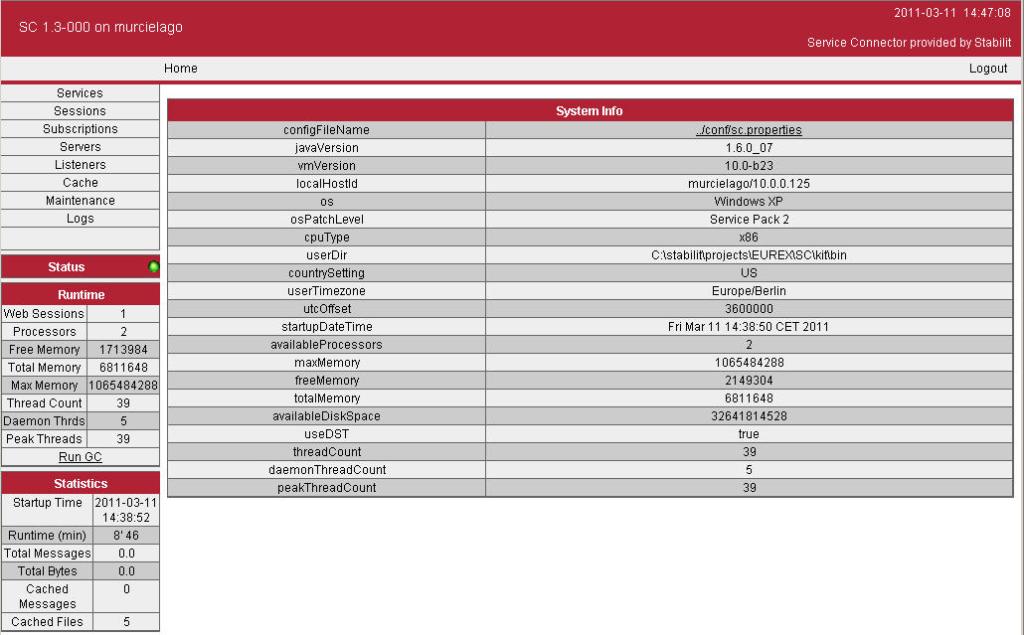 SC 1.3-000 on murcielago
2011-03-11 14:47:08
Service Connector provided by Stabilit
Home
Logout
Services
Sessions
Subscriptions
Servers
Listeners
Cache
Maintenance
Logs
Status
Runtime
Web Sessions 1
Processors 2
Free Memory 1713984
Total Memory 6811648
Max Memory 1065484288
Thread Count 39
Daemon Thrds 5
Peak Threads 39
Run GC
Statistics
Startup Time 2011-03-11
14:38:52
Runtime (min) 8' 46
Total Messages 0.0
Total Bytes 0.0
Cached 0
Messages
Cached Files 5
System Info
configFileName ../conf/sc.properties
javaVersion 1.6.0_07
vmVersion 10.0-b23
localHostId murcielago/10.0.0.125
os Windows XP
osPatchLevel Service Pack 2
cpuType x86
userDir C:\stabilit\projects\EUREX\SC\kit\bin
countrySetting US
userTimezone Europe/Berlin
utcOffset 3600000
startupDateTime Fri Mar 11 14:38:50 CET 2011
availableProcessors 2
maxMemory 1065484288
freeMemory 2149304
totalMemory 6811648
availableDiskSpace 32641814528
useDST true
threadCount 39
daemonThreadCount 5
peakThreadCount 39